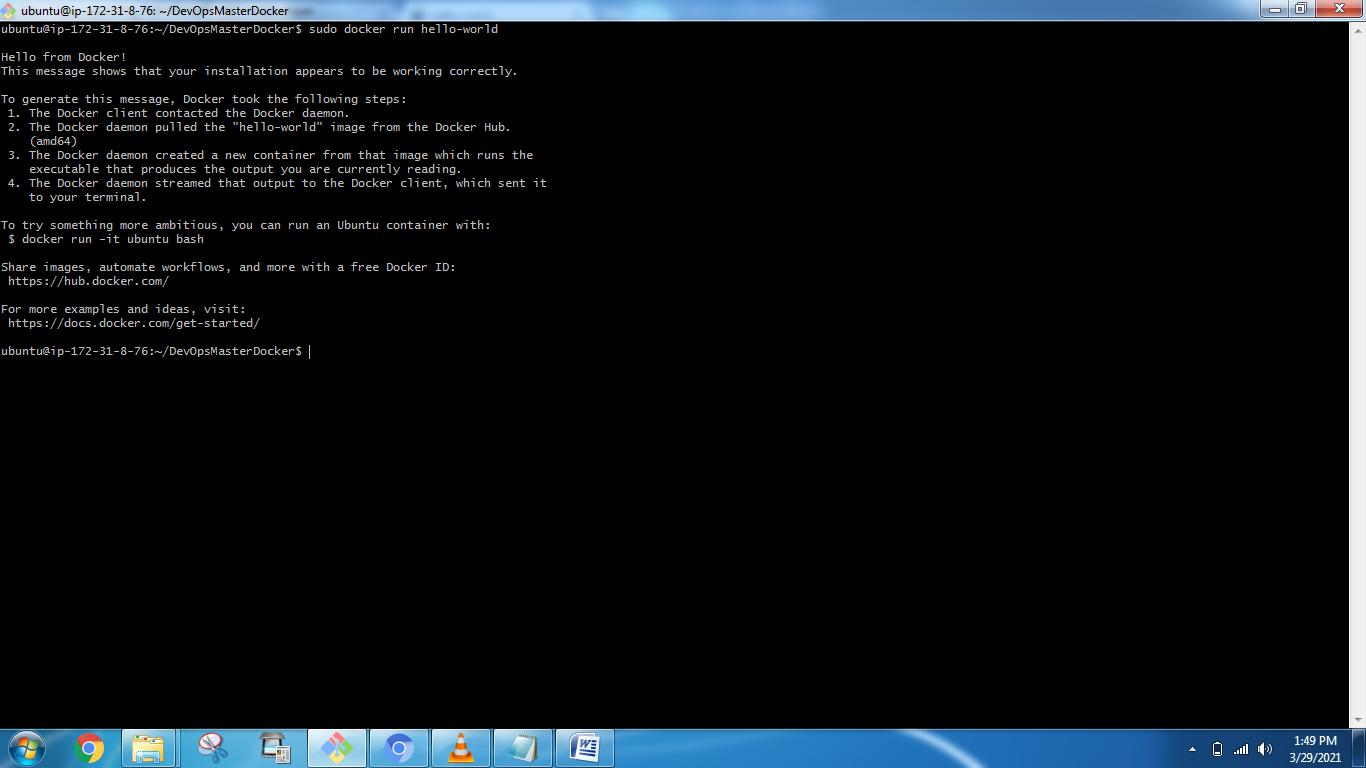 ubuntu@ip-172-31-8-76: ~/DevOpsMasterDocker
ubuntu@ip-172-31-8-76:~/DevOpsMasterDocker$ sudo docker run hello-world
Hello from Docker!
This message shows that your installation appears to be working correctly.
To generate this message, Docker took the following steps:
1. The Docker client contacted the Docker daemon.
2. The Docker daemon pulled the "hello-world" image from the Docker Hub.
(amd64)
3. The Docker daemon created a new container from that image which runs the
executable that produces the output you are currently reading.
4. The Docker daemon streamed that output to the Docker client, which sent it
to your terminal.
To try something more ambitious, you can run an Ubuntu container with:
$ docker run -it ubuntu bash
Share images, automate workflows, and more with a free Docker ID:
https://hub.docker.com/
For more examples and ideas, visit:
https://docs.docker.com/get-started/
ubuntu@ip-172-31-8-76:~/DevOpsMasterDocker$
1:49 PM
3/29/2021